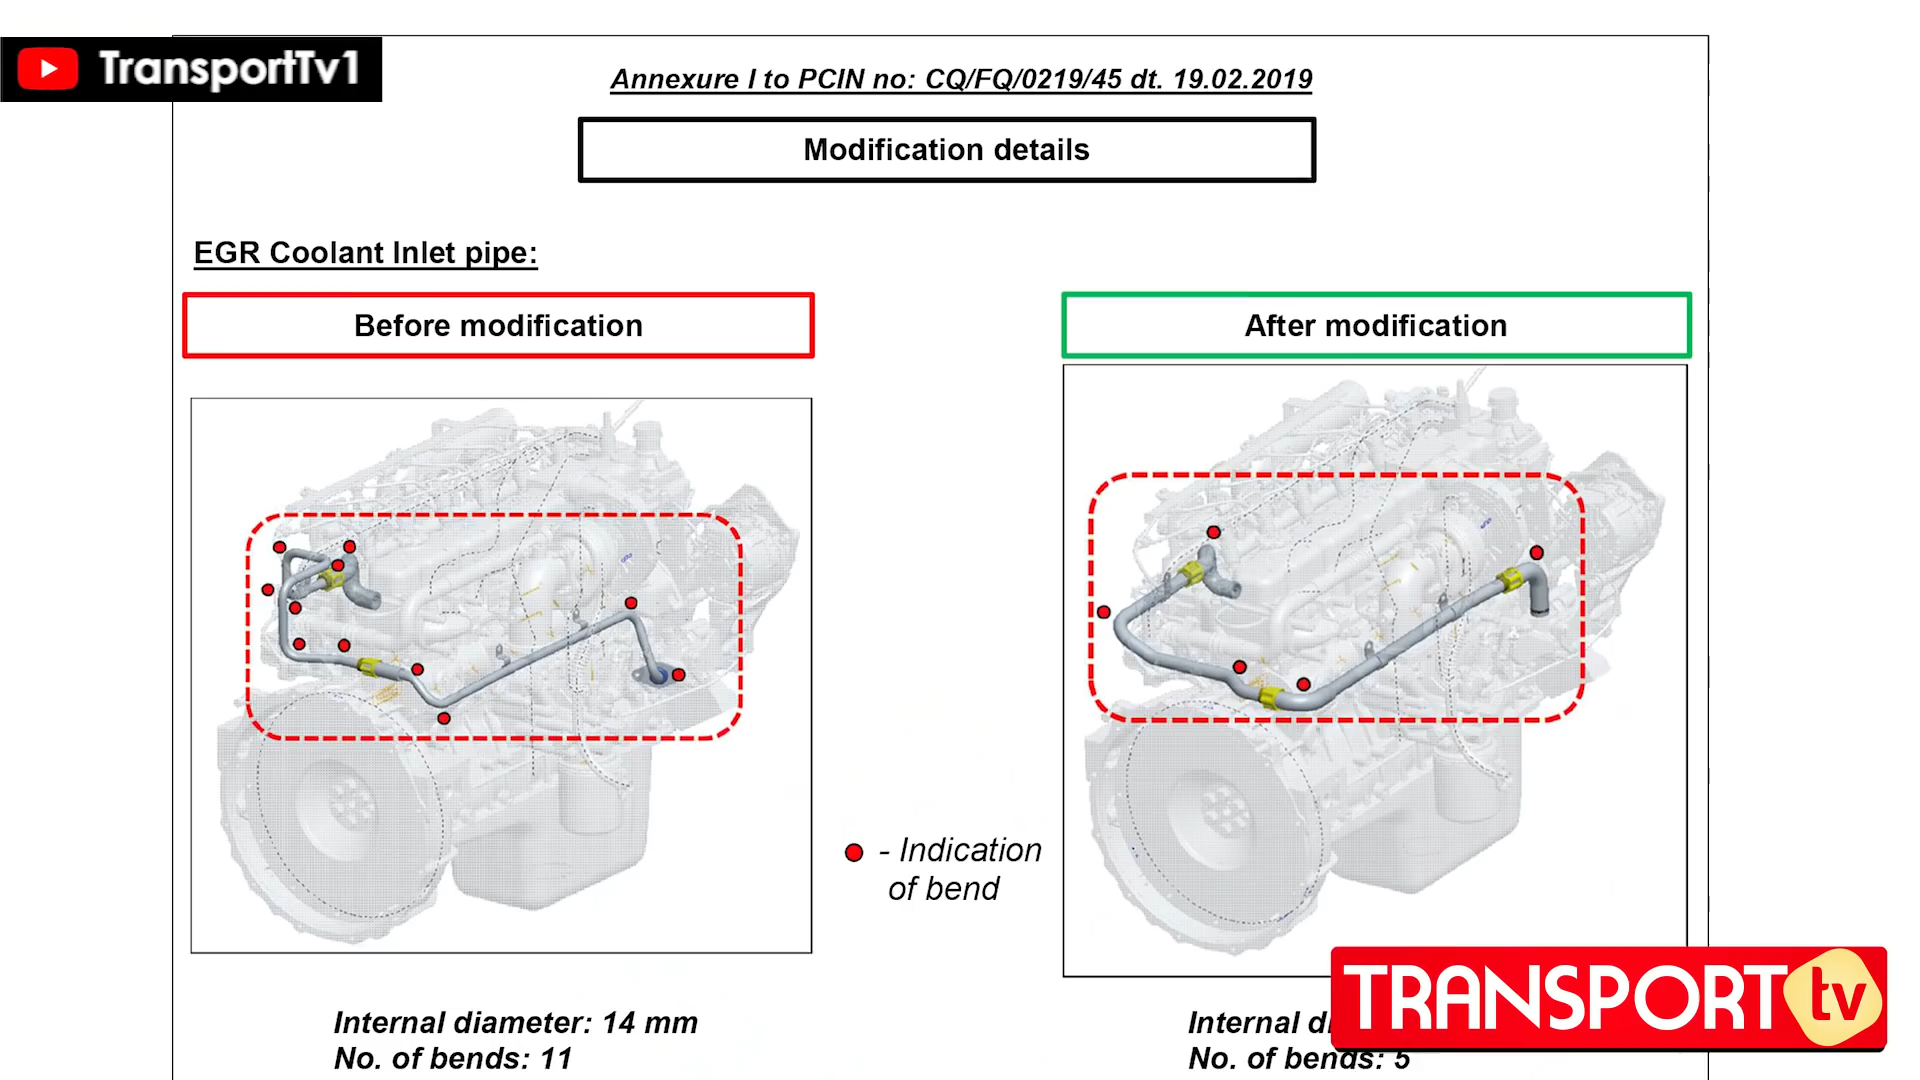 TransportTv1
Annexure I to PCIN no: CQ/FQ/0219/45 dt. 19.02.2019
Modification details
EGR Coolant Inlet pipe:
Before modification
After modification
- Indication
of bend
Internal diameter: 14 mm
No. of bends: 11
Internal
No. of bends: 5
TRANSPORT tv